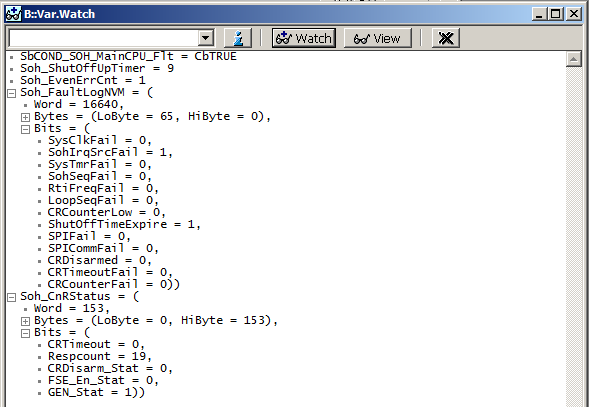 B::Var.Watch
i
Watch
View
SbCOND_SOH_MainCPU_Flt = CbTRUE
Soh_ShutOffUpTimer = 9
Soh_EvenErrCnt = 1
Soh_FaultLogNVM = (
Word = 16640,
Bytes = (LoByte = 65, HiByte = 0),
Bits = (
SysClkFail = 0,
SohIrqSrcFail = 1,
SysTmrFail = 0,
SohSeqFail = 0,
RtiFreqFail = 0,
LoopSeqFail = 0,
CRCounterLow = 0,
ShutOffTimeExpire = 1,
SPIFail = 0,
SPICommFail = 0,
CRDisarmed = 0,
CRTimeoutFail = 0,
CRCounterFail = 0))
Soh_CnRStatus = (
Word = 153,
Bytes = (LoByte = 0, HiByte = 153),
Bits = (
CRTimeout = 0,
Respcount = 19,
CRDisarm_Stat = 0,
FSE_En_Stat = 0,
GEN_Stat = 1))